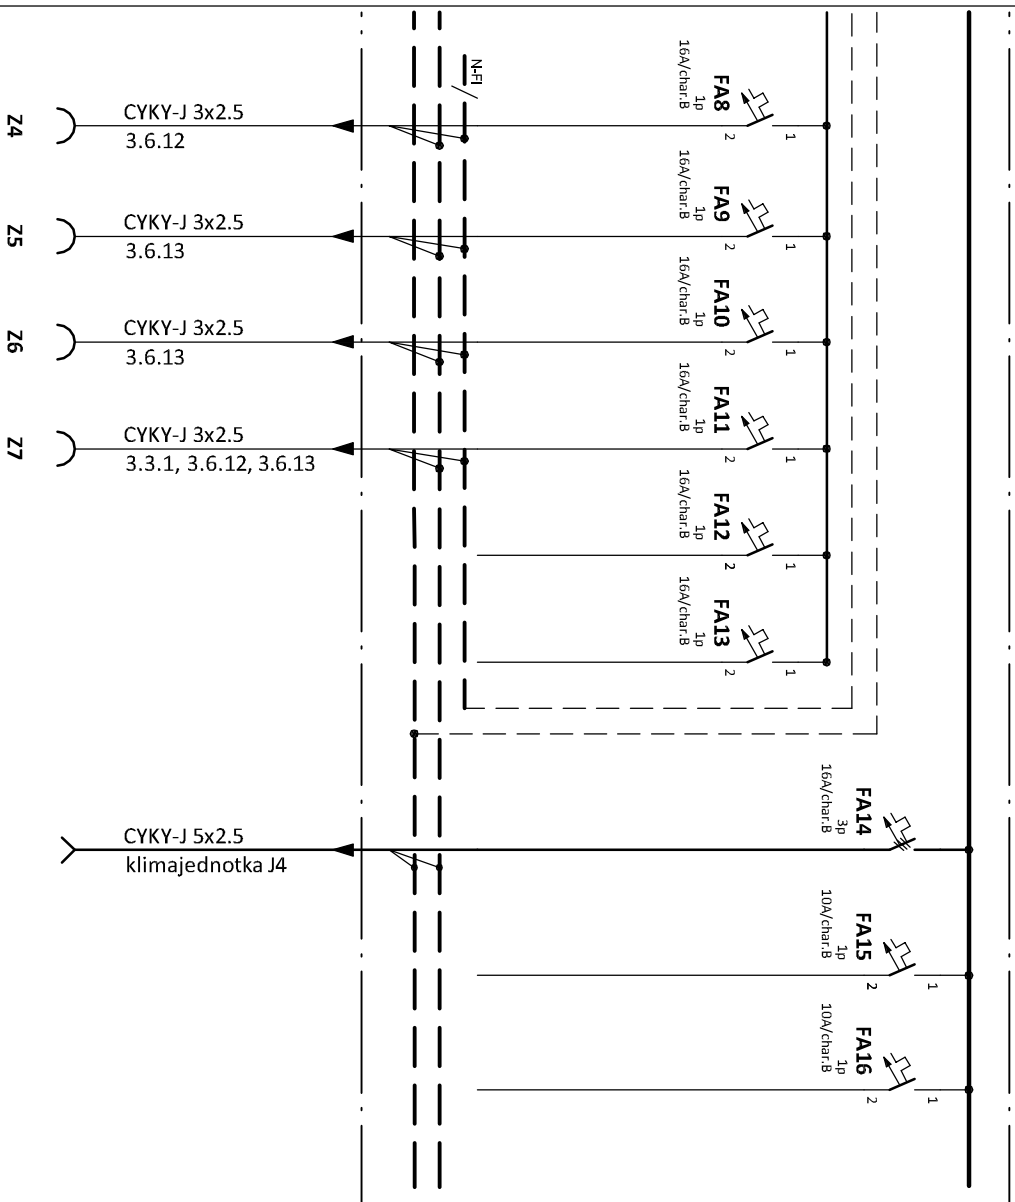 N-FI
FA8
1p
16A/char.B
1
2
CYKY-J 3x2.5
3.6.12
Z4
FA9
1p
16A/char.B
1
2
CYKY-J 3x2.5
3.6.13
Z5
FA10
1p
16A/char.B
1
2
CYKY-J 3x2.5
3.6.13
Z6
FA11
1p
16A/char.B
1
2
CYKY-J 3x2.5
3.3.1, 3.6.12, 3.6.13
Z7
FA12
1p
16A/char.B
1
2
FA13
1p
16A/char.B
1
2
FA14
3p
16A/char.B
CYKY-J 5x2.5
klimajednotka J4
FA15
1p
10A/char.B
1
2
FA16
1p
10A/char.B
1
2